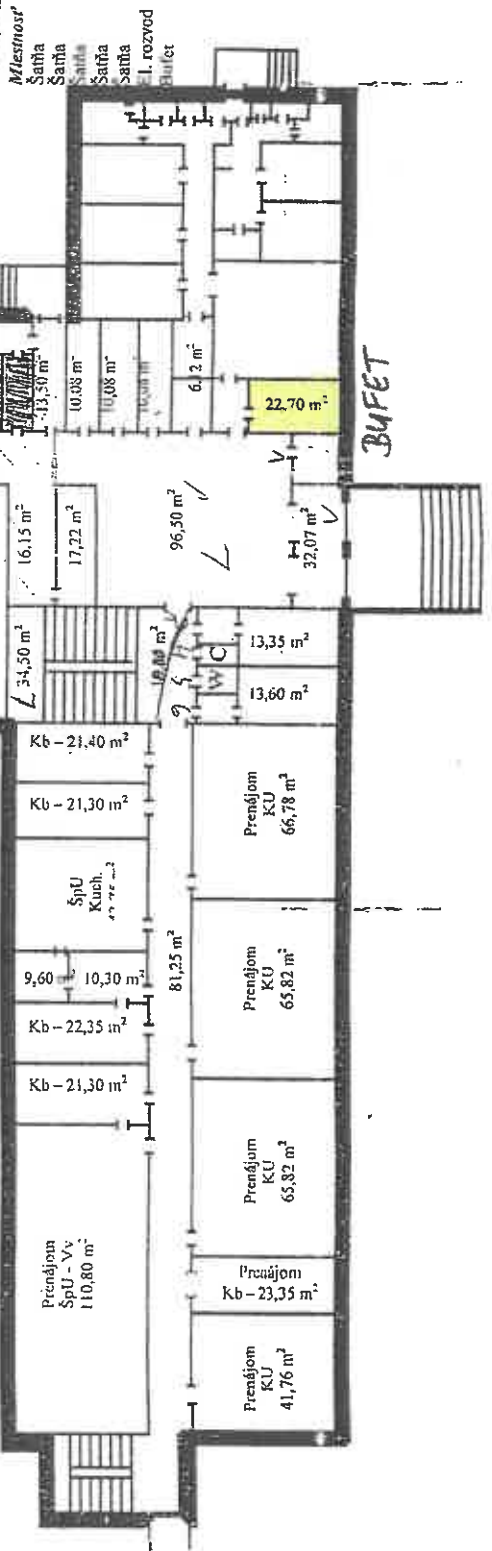 Miestnosť
Šatňa
Šatňa
Šatňa
Šatňa
Šatňa
El. rozvod
Bufet
13,50 m²
10,08 m²
10,08 m²
22,70 m²
BUFET
V
16,15 m²
17,22 m²
96,50 m²
32,07 m²
34,50 m²
W C
13,35 m²
13,60 m²
Kb – 21,40 m²
Kb – 21,30 m²
ŠpU
Kuch.
9,60 m²
10,30 m²
Kb – 22,35 m²
Kb – 21,30 m²
81,25 m²
Prenájom
KU
66,78 m²
Prenájom
KU
65,82 m²
Prenájom
KU
65,82 m²
Prenájom
Kb – 23,35 m²
Prenájom
KU
41,76 m²
Prenájom
ŠpU - Vv
110,80 m²